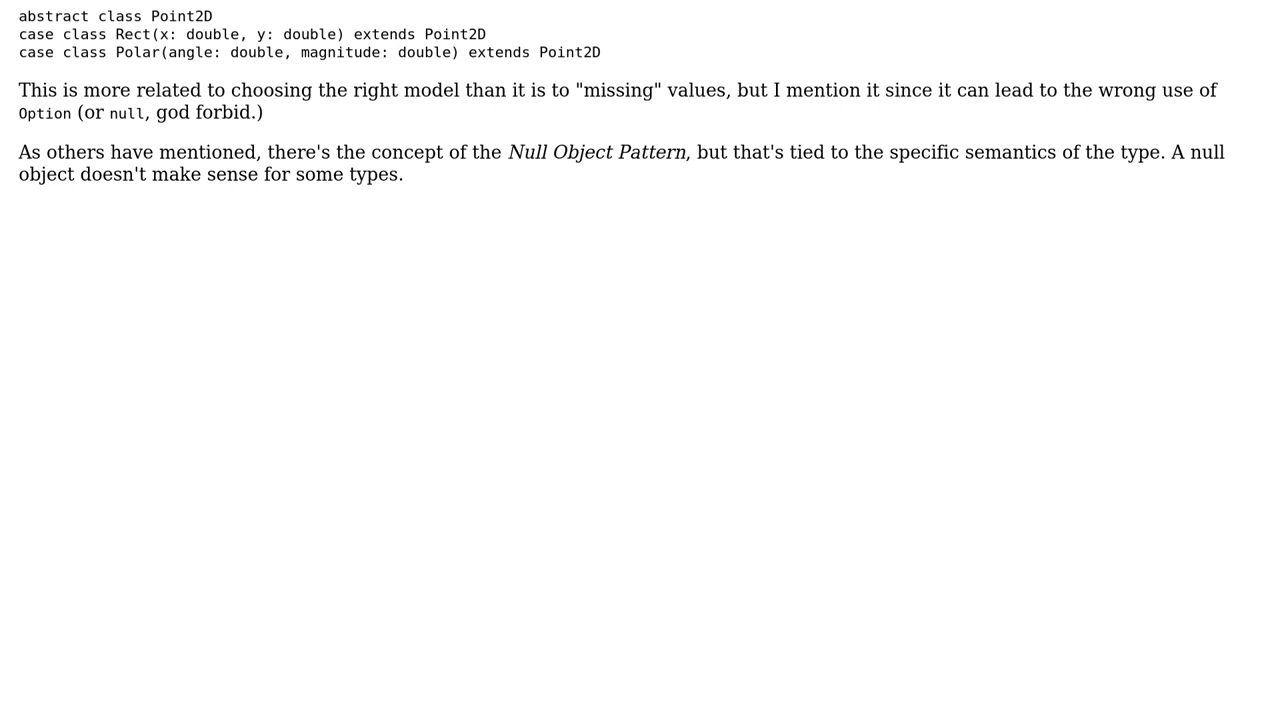 abstract class Point2D
case class Rect(x: double, y: double) extends Point2D
case class Polar(angle: double, magnitude: double) extends Point2D
This is more related to choosing the right model than it is to "missing" values, but I mention it since it can lead to the wrong use of
Option (or null, god forbid.)
As others have mentioned, there's the concept of the Null Object Pattern, but that's tied to the specific semantics of the type. A null
object doesn't make sense for some types.